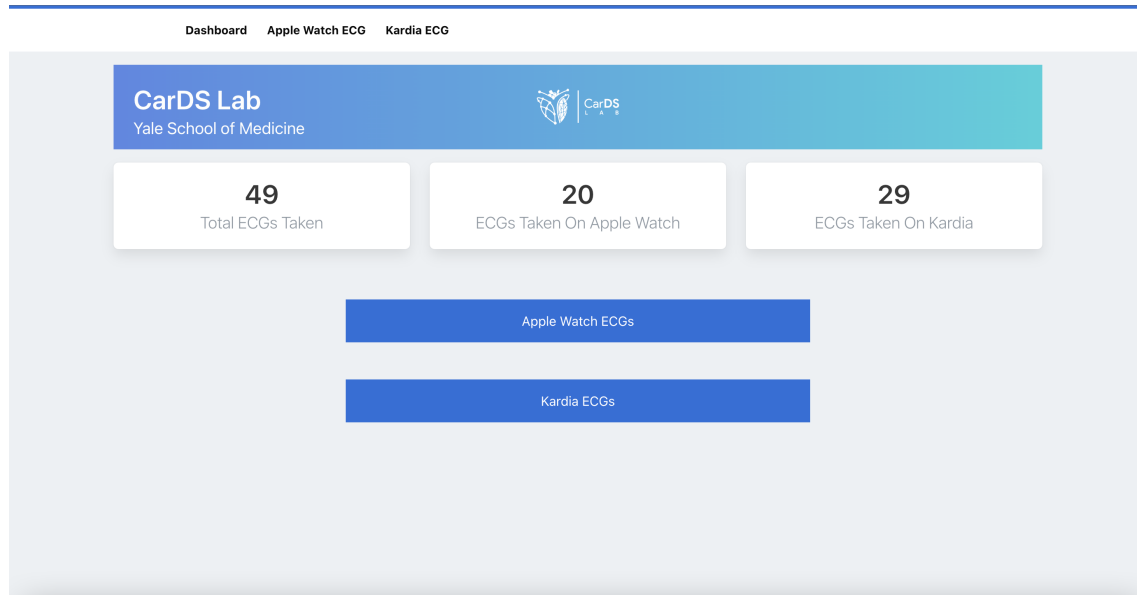 Dashboard Apple Watch ECG Kardia ECG
CarDS Lab
Yale School of Medicine
CarDS
LAB
49
Total ECGs Taken
20
ECGs Taken On Apple Watch
29
ECGs Taken On Kardia
Apple Watch ECGs
Kardia ECGs